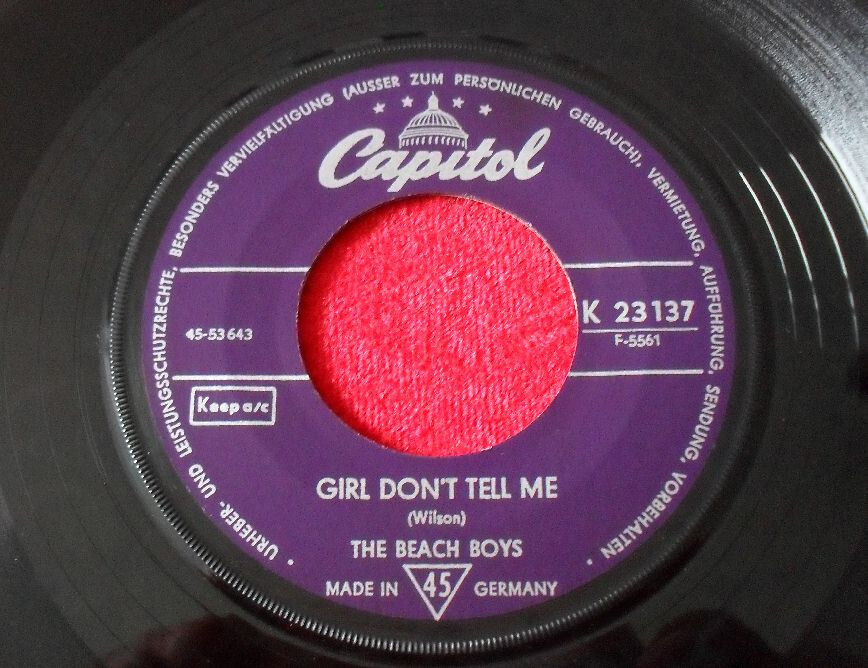 URHEBER- UND LEISTUNGSSCHUTZRECHTE, BESONDERS VERVIELFÄLTIGUNG (AUSSER ZUM PERSÖNLICHEN GEBRAUCH), VERMIETUNG, AUFFÜHRUNG, SENDUNG, VORBEHALTEN
Capitol
45-53643
K 23137
F-5561
Keep a/c
GIRL DON'T TELL ME
(Wilson)
THE BEACH BOYS
MADE IN 45 GERMANY